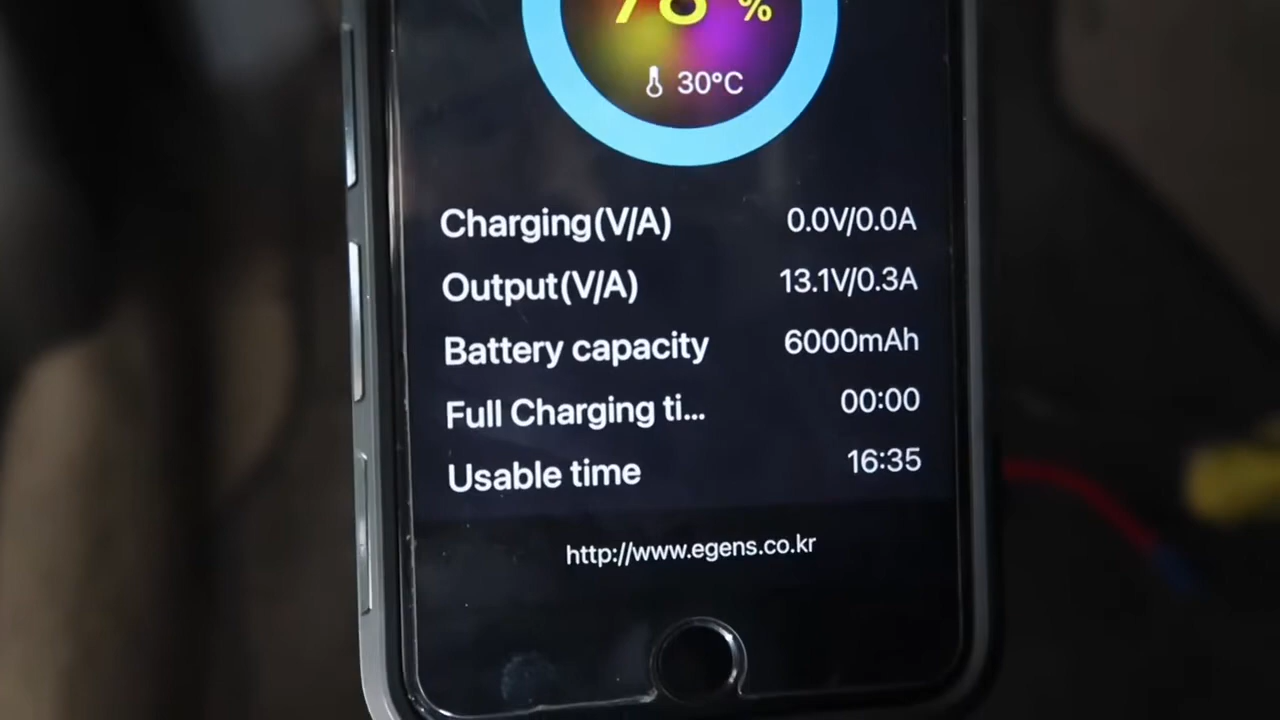 78 %
30°C
Charging(V/A) 0.0V/0.0A
Output(V/A) 13.1V/0.3A
Battery capacity 6000mAh
Full Charging ti... 00:00
Usable time 16:35
http://www.egens.co.kr